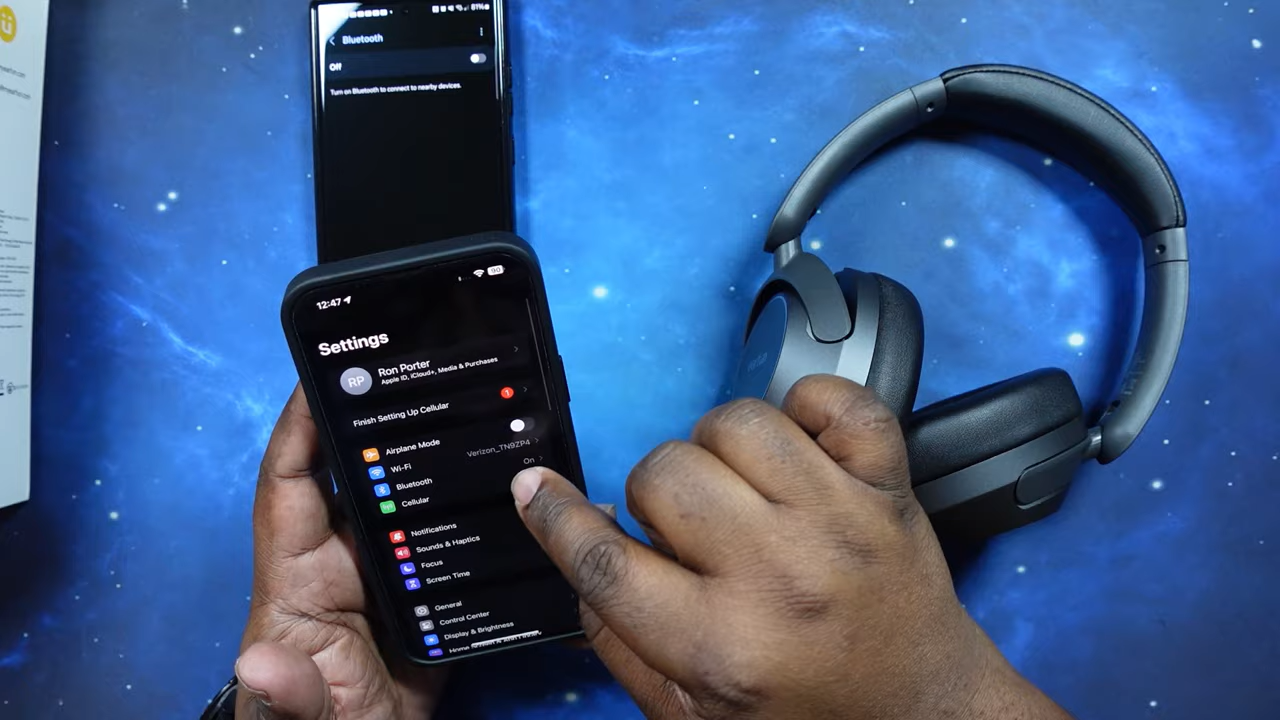 81%
Bluetooth
Off
Turn on Bluetooth to connect to nearby devices.
12:47
90
Settings
RP
Ron Porter
Apple ID, iCloud+, Media & Purchases
Finish Setting Up Cellular
1
Airplane Mode
Wi-Fi
Verizon_TN9ZP4
Bluetooth
On
Cellular
Notifications
Sounds & Haptics
Focus
Screen Time
General
Control Center
Display & Brightness